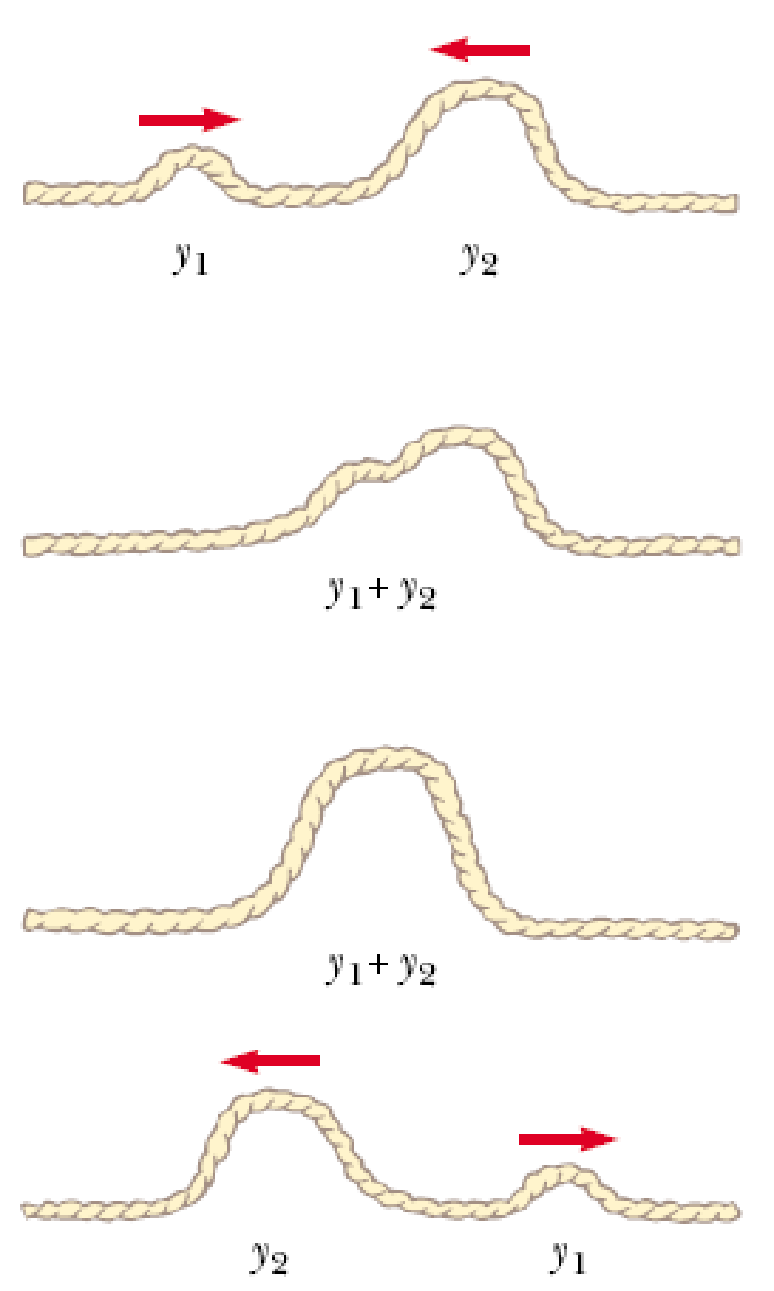 y₁ y₂
y₁+ y₂
y₁+ y₂
y₂ y₁